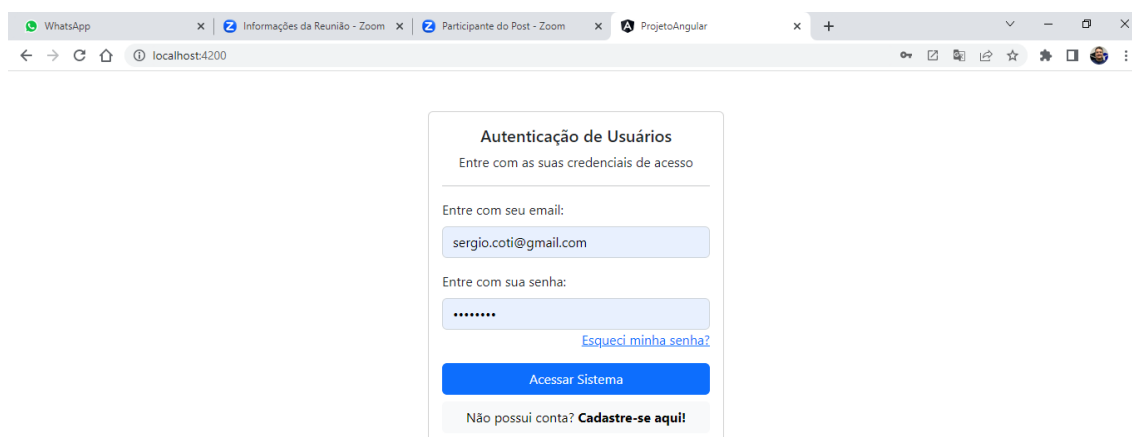 WhatsApp
Informações da Reunião - Zoom
Participante do Post - Zoom
ProjetoAngular
localhost:4200
Autenticação de Usuários
Entre com as suas credenciais de acesso
Entre com seu email:
sergio.coti@gmail.com
Entre com sua senha:
••••••••
Esqueci minha senha?
Acessar Sistema
Não possui conta? Cadastre-se aqui!